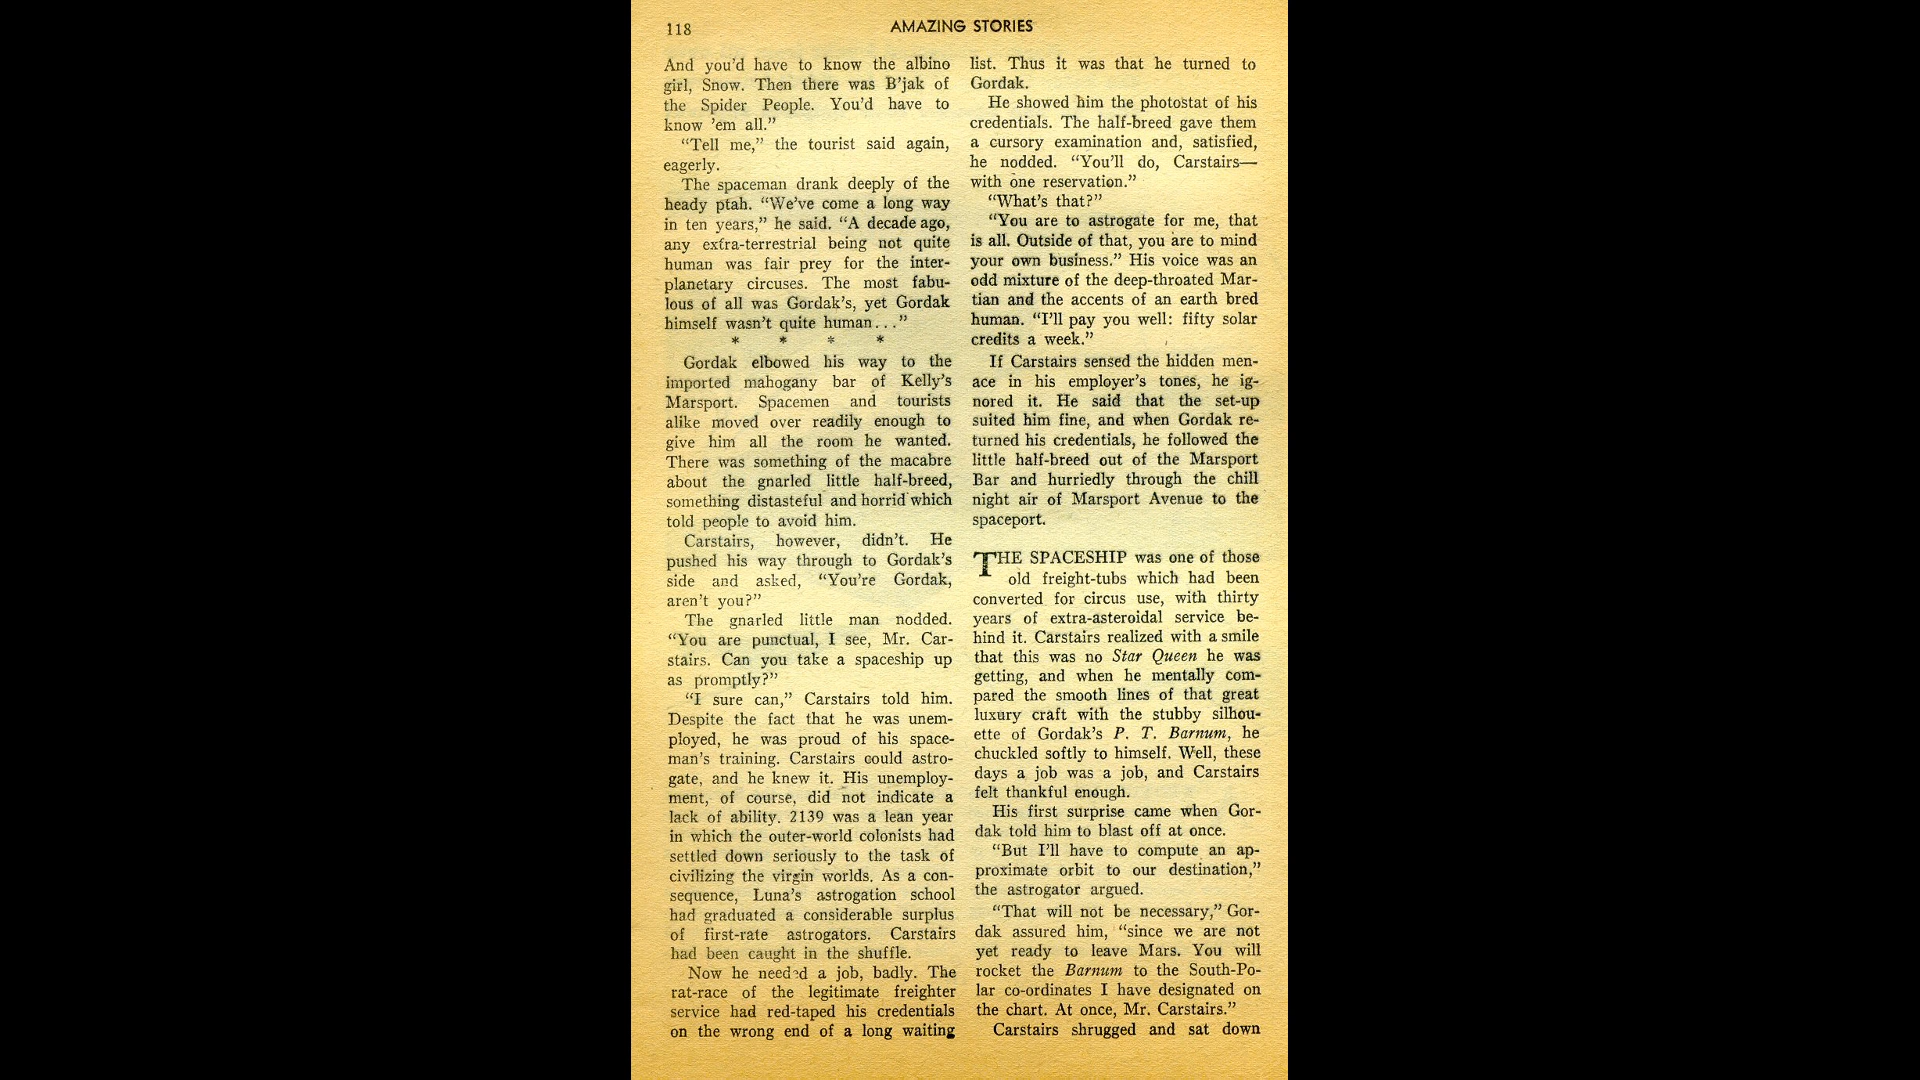 118
AMAZING STORIES
And you'd have to know the albino
girl, Snow. Then there was B'jak of
the Spider People. You'd have to
know 'em all."
"Tell me," the tourist said again,
eagerly.
The spaceman drank deeply of the
heady ptah. "We've come a long way
in ten years," he said. "A decade ago,
any extra-terrestrial being not quite
human was fair prey for the inter-
planetary circuses. The most fabu-
lous of all was Gordak's, yet Gordak
himself wasn't quite human..."
* * * *
Gordak elbowed his way to the
imported mahogany bar of Kelly's
Marsport. Spacemen and tourists
alike moved over readily enough to
give him all the room he wanted.
There was something of the macabre
about the gnarled little half-breed,
something distasteful and horrid which
told people to avoid him.
Carstairs, however, didn't. He
pushed his way through to Gordak's
side and asked, "You're Gordak,
aren't you?"
The gnarled little man nodded.
"You are punctual, I see, Mr. Car-
stairs. Can you take a spaceship up
as promptly?"
"I sure can," Carstairs told him.
Despite the fact that he was unem-
ployed, he was proud of his space-
man's training. Carstairs could astro-
gate, and he knew it. His unemploy-
ment, of course, did not indicate a
lack of ability. 2139 was a lean year
in which the outer-world colonists had
settled down seriously to the task of
civilizing the virgin worlds. As a con-
sequence, Luna's astrogation school
had graduated a considerable surplus
of first-rate astrogators. Carstairs
had been caught in the shuffle.
Now he needed a job, badly. The
rat-race of the legitimate freighter
service had red-taped his credentials
on the wrong end of a long waiting
list. Thus it was that he turned to
Gordak.
He showed him the photostat of his
credentials. The half-breed gave them
a cursory examination and, satisfied,
he nodded. "You'll do, Carstairs—
with one reservation."
"What's that?"
"You are to astrogate for me, that
is all. Outside of that, you are to mind
your own business." His voice was an
odd mixture of the deep-throated Mar-
tian and the accents of an earth bred
human. "I'll pay you well: fifty solar
credits a week."
If Carstairs sensed the hidden men-
ace in his employer's tones, he ig-
nored it. He said that the set-up
suited him fine, and when Gordak re-
turned his credentials, he followed the
little half-breed out of the Marsport
Bar and hurriedly through the chill
night air of Marsport Avenue to the
spaceport.
THE SPACESHIP was one of those
old freight-tubs which had been
converted for circus use, with thirty
years of extra-asteroidal service be-
hind it. Carstairs realized with a smile
that this was no Star Queen he was
getting, and when he mentally com-
pared the smooth lines of that great
luxury craft with the stubby silhou-
ette of Gordak's P. T. Barnum, he
chuckled softly to himself. Well, these
days a job was a job, and Carstairs
felt thankful enough.
His first surprise came when Gor-
dak told him to blast off at once.
"But I'll have to compute an ap-
proximate orbit to our destination,"
the astrogator argued.
"That will not be necessary," Gor-
dak assured him, "since we are not
yet ready to leave Mars. You will
rocket the Barnum to the South-Po-
lar co-ordinates I have designated on
the chart. At once, Mr. Carstairs."
Carstairs shrugged and sat down